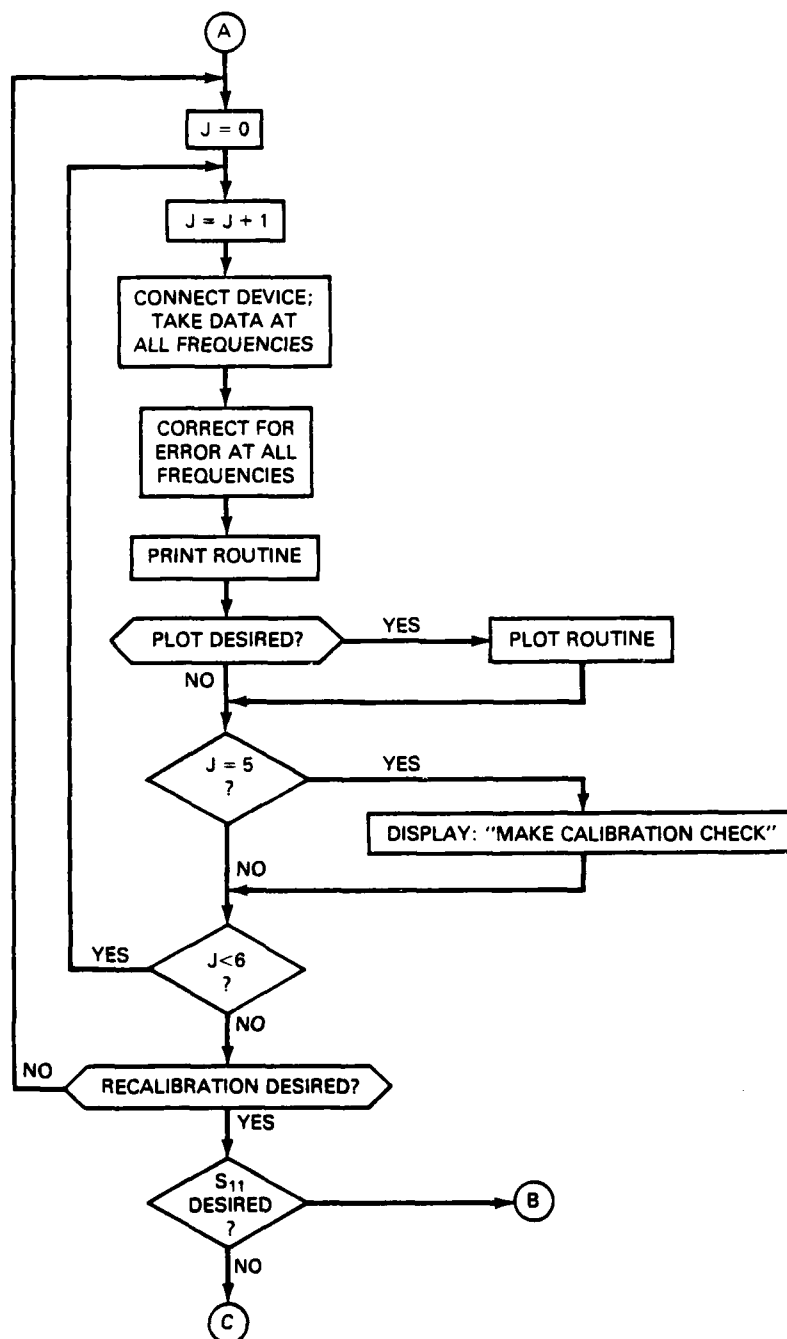 A
J = 0
J = J + 1
CONNECT DEVICE;
TAKE DATA AT
ALL FREQUENCIES
CORRECT FOR
ERROR AT ALL
FREQUENCIES
PRINT ROUTINE
PLOT DESIRED?
YES
PLOT ROUTINE
NO
J = 5
?
YES
DISPLAY: "MAKE CALIBRATION CHECK"
NO
J<6
?
YES
NO
RECALIBRATION DESIRED?
NO
YES
S11
DESIRED
?
B
NO
C